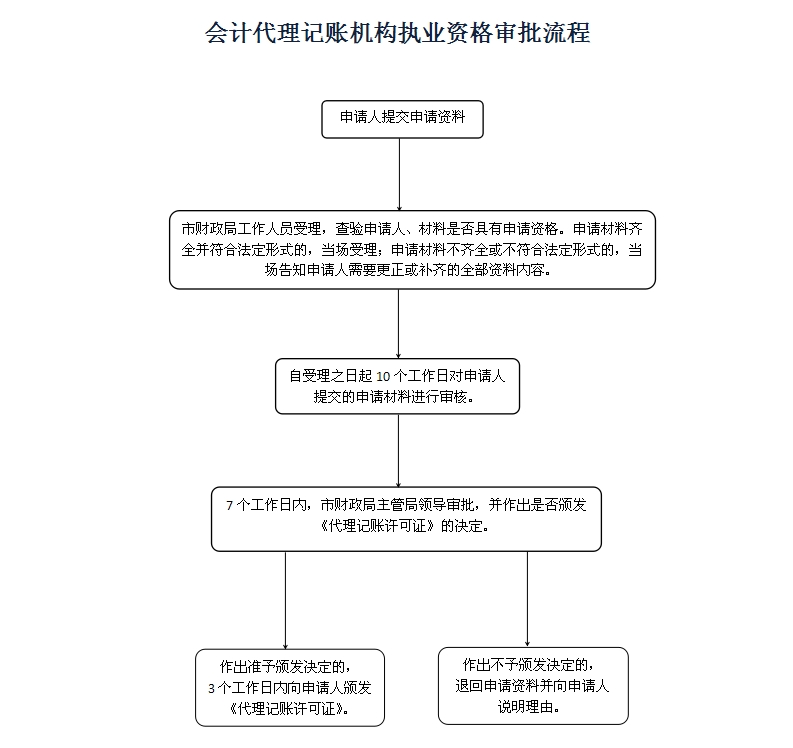 会计代理记账机构执业资格审批流程
申请人提交申请资料
市财政局工作人员受理，查验申请人、材料是否具有申请资格。申请材料齐
全并符合法定形式的，当场受理；申请材料不齐全或不符合法定形式的，当
场告知申请人需要更正或补齐的全部资料内容。
自受理之日起 10 个工作日对申请人
提交的申请材料进行审核。
7 个工作日内，市财政局主管局领导审批，并作出是否颁发
《代理记账许可证》的决定。
作出准予颁发决定的，
3 个工作日内向申请人颁发
《代理记账许可证》。
作出不予颁发决定的，
退回申请资料并向申请人
说明理由。